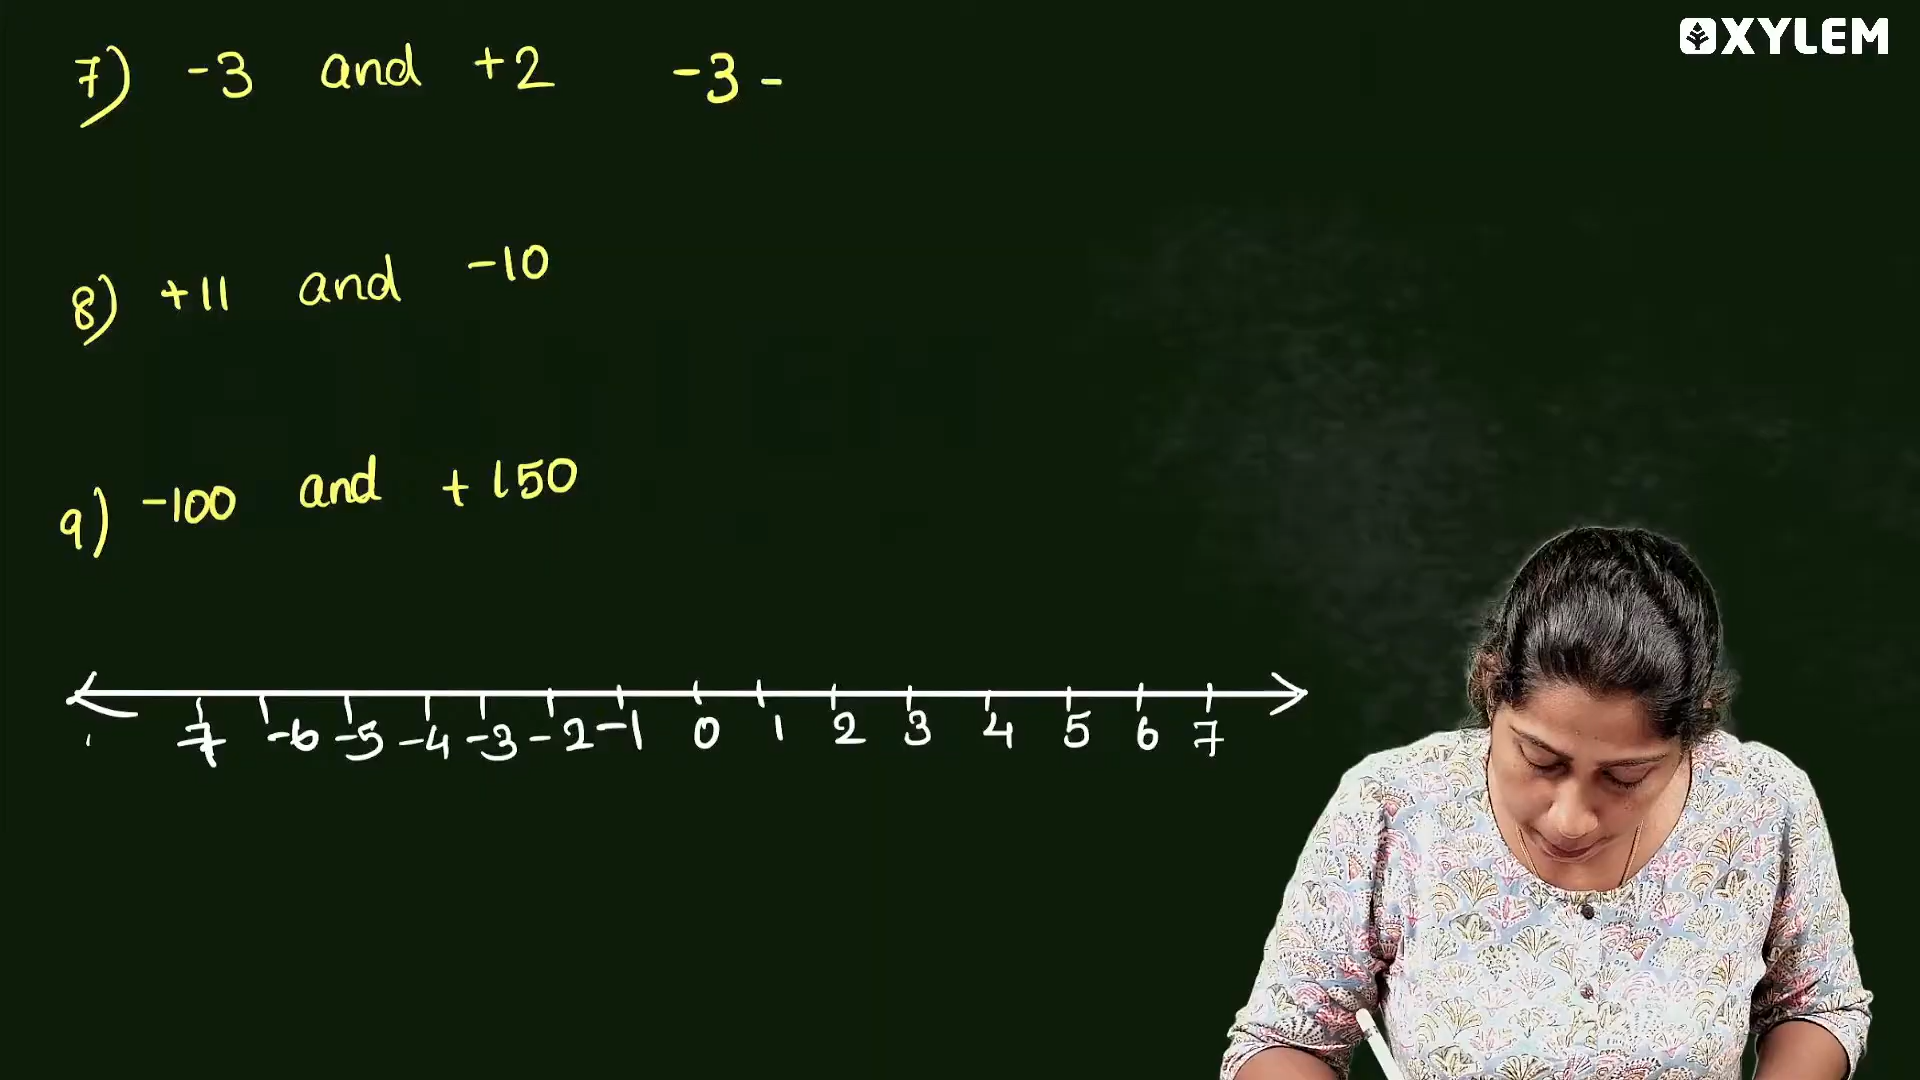 XYLEM
7) -3 and +2 -3 -
8) +11 and -10
9) -100 and +150
-7 -6 -5 -4 -3 -2 -1 0 1 2 3 4 5 6 7